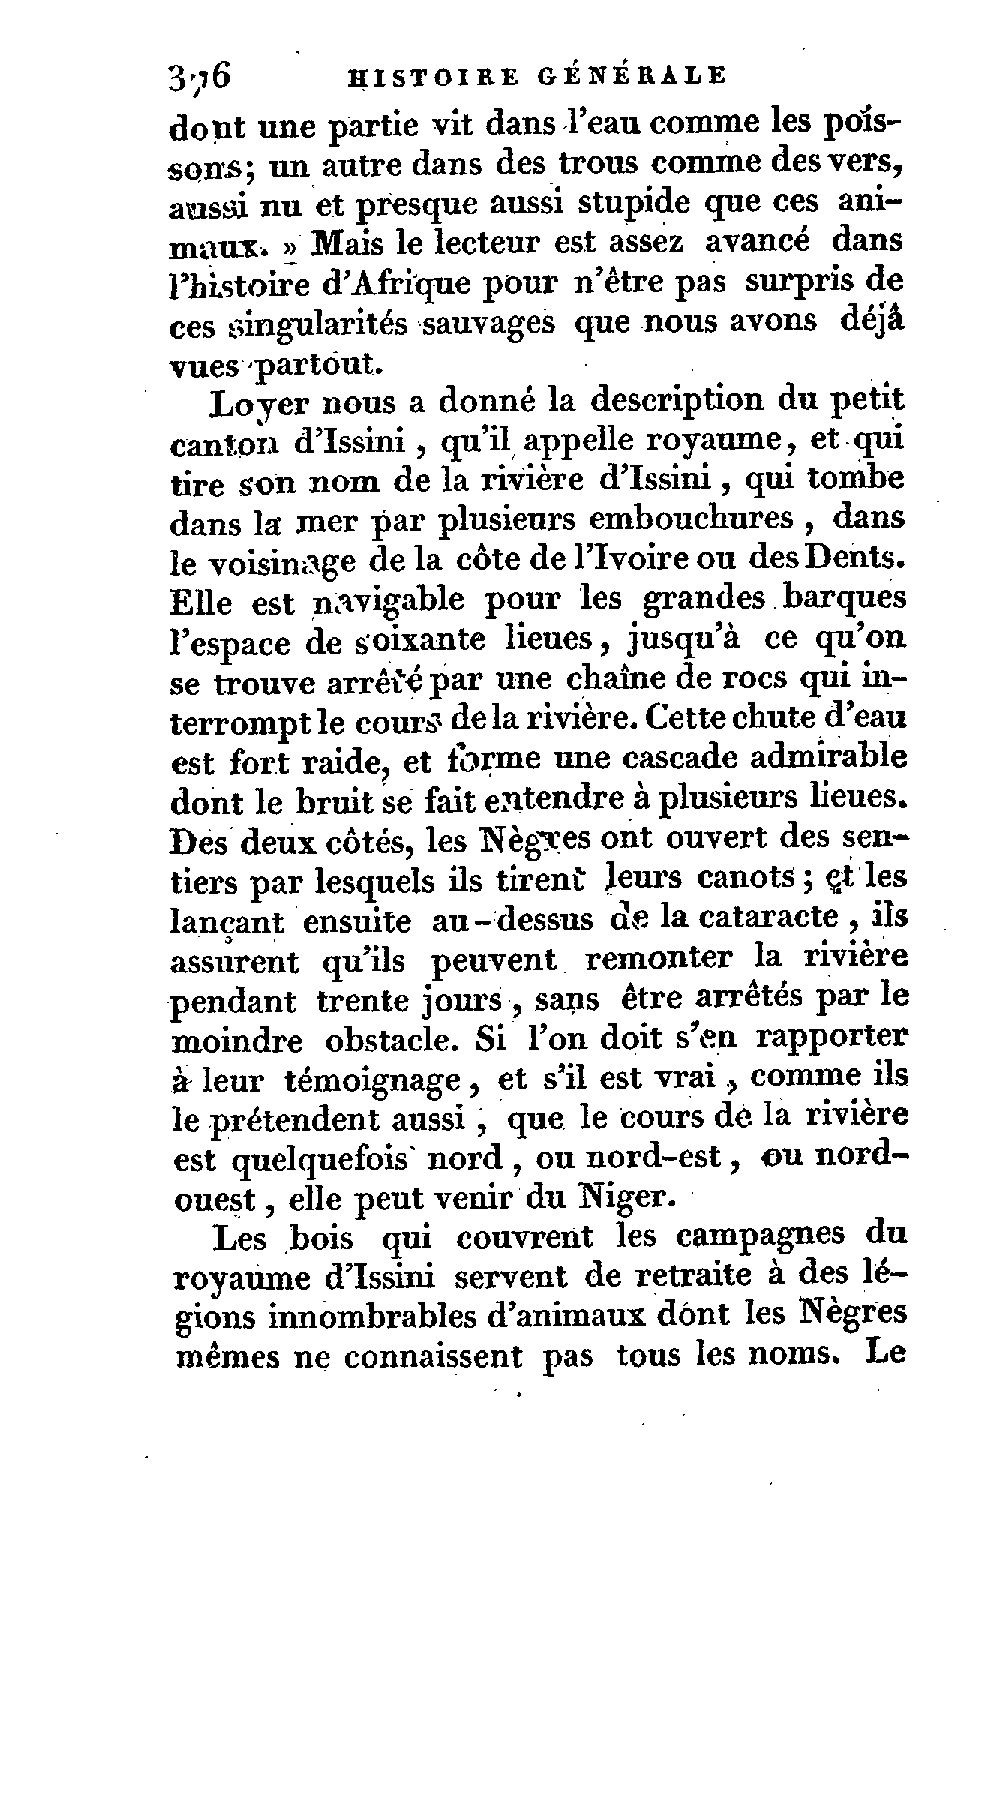 376 HISTOIRE GÉNÉRALE
dont une partie vit dans l'eau comme les pois-
sons; un autre dans des trous comme des vers,
aussi nu et presque aussi stupide que ces ani-
maux. » Mais le lecteur est assez avancé dans
l'histoire d'Afrique pour n'être pas surpris de
ces singularités sauvages que nous avons déjà
vues partout.
Loyer nous a donné la description du petit
canton d'Issini, qu'il appelle royaume, et qui
tire son nom de la rivière d'Issini, qui tombe
dans la mer par plusieurs embouchures, dans
le voisinage de la côte de l'Ivoire ou des Dents.
Elle est navigable pour les grandes barques
l'espace de soixante lieues, jusqu'à ce qu'on
se trouve arrêté par une chaîne de rocs qui in-
terrompt le cours de la rivière. Cette chute d'eau
est fort raide, et forme une cascade admirable
dont le bruit se fait entendre à plusieurs lieues.
Des deux côtés, les Nègres ont ouvert des sen-
tiers par lesquels ils tirent leurs canots; et les
lançant ensuite au-dessus de la cataracte, ils
assurent qu'ils peuvent remonter la rivière
pendant trente jours, sans être arrêtés par le
moindre obstacle. Si l'on doit s'en rapporter
à leur témoignage, et s'il est vrai, comme ils
le prétendent aussi, que le cours de la rivière
est quelquefois nord, ou nord-est, ou nord-
ouest, elle peut venir du Niger.
Les bois qui couvrent les campagnes du
royaume d'Issini servent de retraite à des lé-
gions innombrables d'animaux dont les Nègres
mêmes ne connaissent pas tous les noms. Le